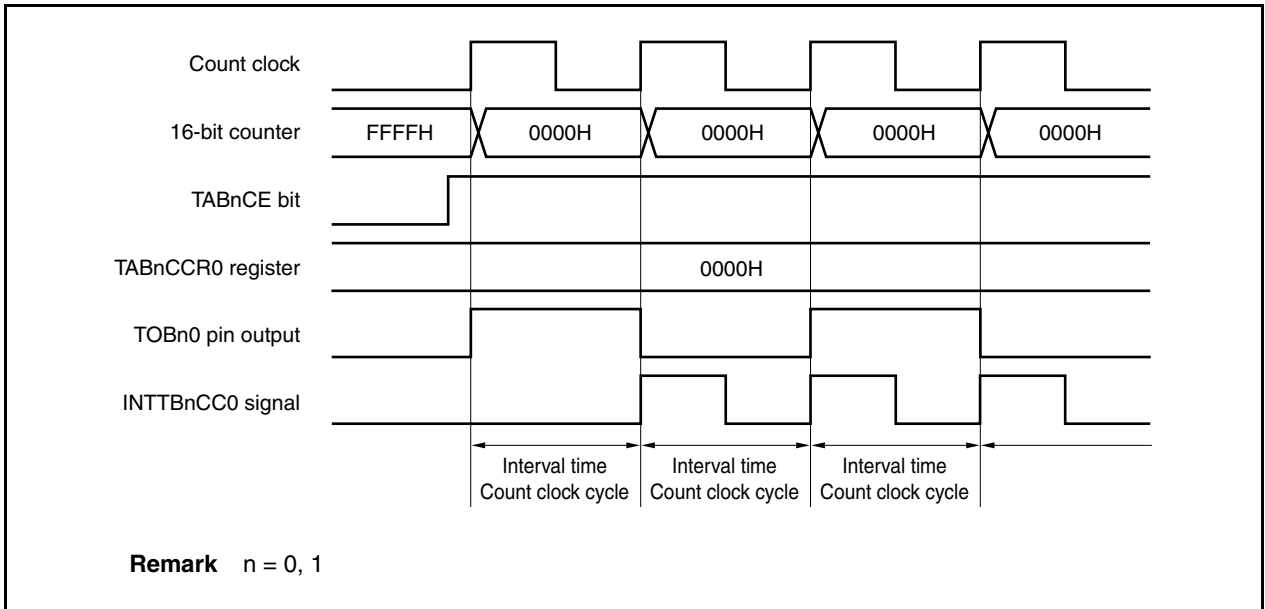 Count clock
16-bit counter FFFFH 0000H 0000H 0000H 0000H
TABnCE bit
TABnCCR0 register 0000H
TOBn0 pin output
INTTBnCC0 signal
Interval time Interval time Interval time
Count clock cycle Count clock cycle Count clock cycle
Remark n = 0, 1